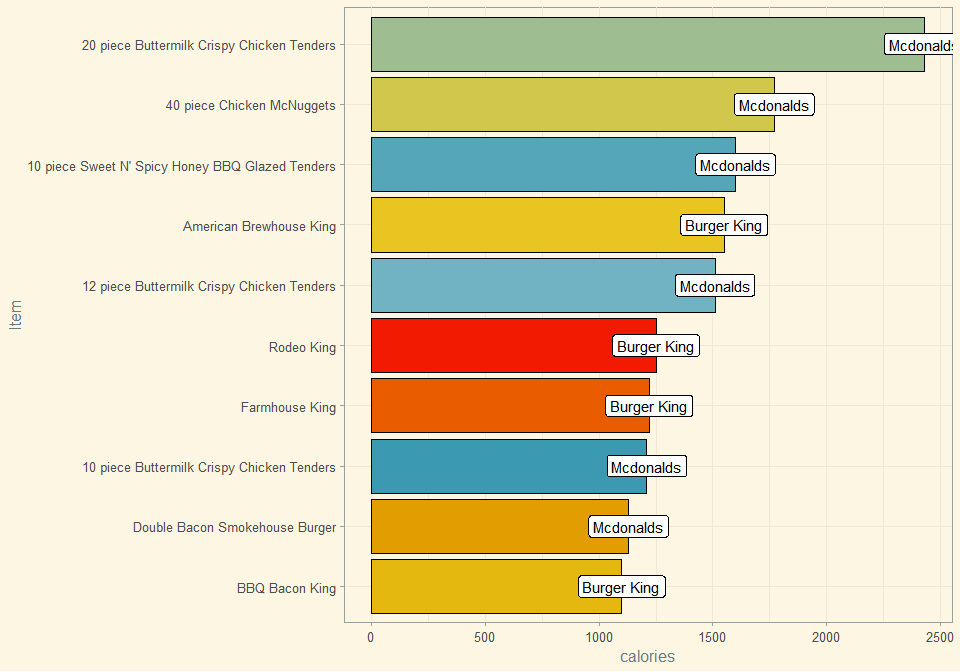 20 piece Buttermilk Crispy Chicken Tenders
Mcdonalds
40 piece Chicken McNuggets
Mcdonalds
10 piece Sweet N' Spicy Honey BBQ Glazed Tenders
Mcdonalds
American Brewhouse King
Burger King
12 piece Buttermilk Crispy Chicken Tenders
Mcdonalds
Item
Rodeo King
Burger King
Farmhouse King
Burger King
10 piece Buttermilk Crispy Chicken Tenders
Mcdonalds
Double Bacon Smokehouse Burger
Mcdonalds
BBQ Bacon King
Burger King
0 500 1000 1500 2000 2500
calories